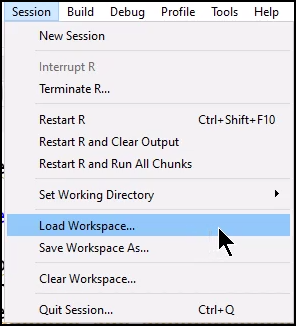 Session Build Debug Profile Tools Help
New Session
Interrupt R
Terminate R...
Restart R Ctrl+Shift+F10
Restart R and Clear Output
Restart R and Run All Chunks
Set Working Directory
Load Workspace...
Save Workspace As...
Clear Workspace...
Quit Session... Ctrl+Q